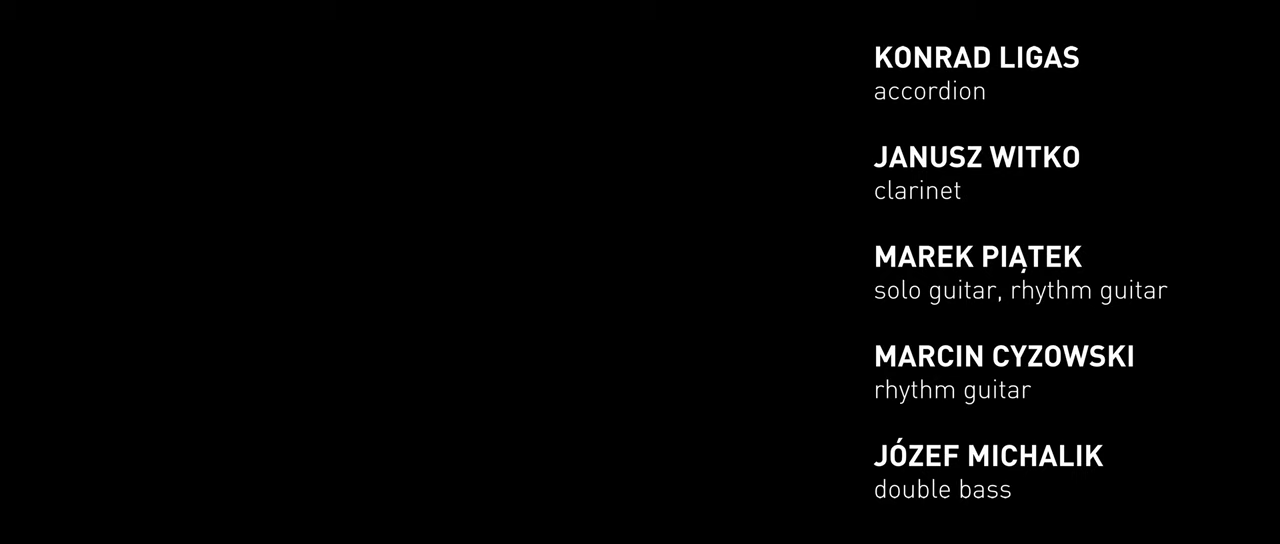 KONRAD LIGAS
accordion
JANUSZ WITKO
clarinet
MAREK PIĄTEK
solo guitar, rhythm guitar
MARCIN CYZOWSKI
rhythm guitar
JÓZEF MICHALIK
double bass